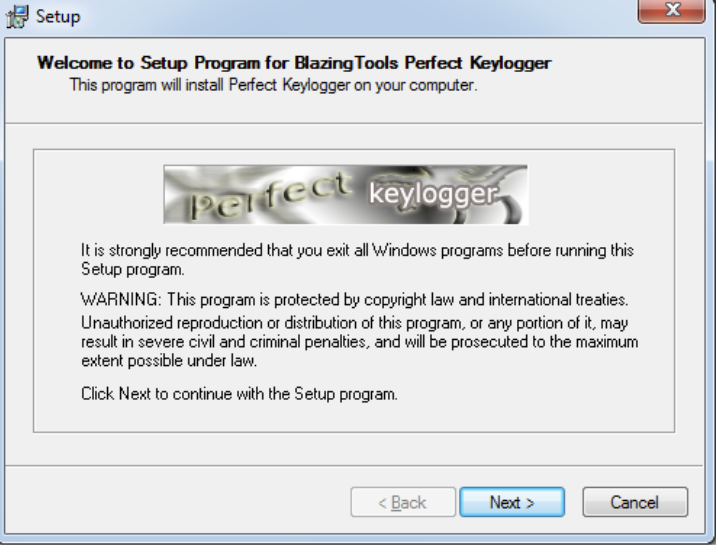 Setup
Welcome to Setup Program for BlazingTools Perfect Keylogger
This program will install Perfect Keylogger on your computer.
Perfect keylogger
It is strongly recommended that you exit all Windows programs before running this
Setup program.
WARNING: This program is protected by copyright law and international treaties.
Unauthorized reproduction or distribution of this program, or any portion of it, may
result in severe civil and criminal penalties, and will be prosecuted to the maximum
extent possible under law.
Click Next to continue with the Setup program.
< Back Next > Cancel